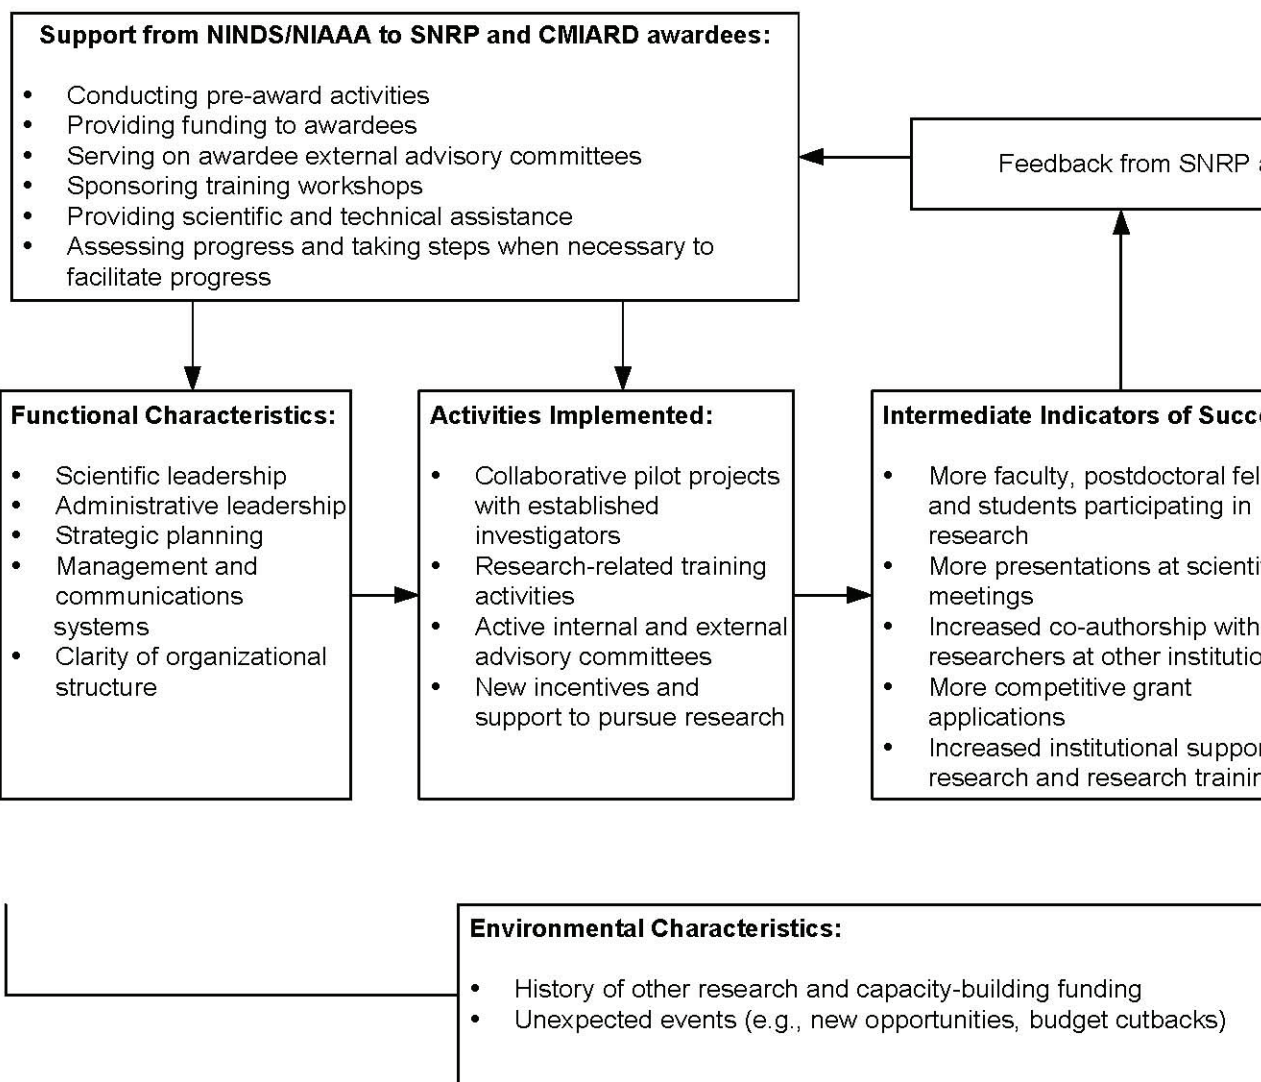 Support from NINDS/NIAAA to SNRP and CMIARD awardees:
• Conducting pre-award activities
• Providing funding to awardees
• Serving on awardee external advisory committees
• Sponsoring training workshops
• Providing scientific and technical assistance
• Assessing progress and taking steps when necessary to
facilitate progress
Feedback from SNRP
Functional Characteristics:
• Scientific leadership
• Administrative leadership
• Strategic planning
• Management and
communications
systems
• Clarity of organizational
structure
Activities Implemented:
• Collaborative pilot projects
with established
investigators
• Research-related training
activities
• Active internal and external
advisory committees
• New incentives and
support to pursue research
Intermediate Indicators of Succe
• More faculty, postdoctoral fel
and students participating in
research
• More presentations at scienti
meetings
• Increased co-authorship with
researchers at other institutio
• More competitive grant
applications
• Increased institutional suppor
research and research trainin
Environmental Characteristics:
• History of other research and capacity-building funding
• Unexpected events (e.g., new opportunities, budget cutbacks)